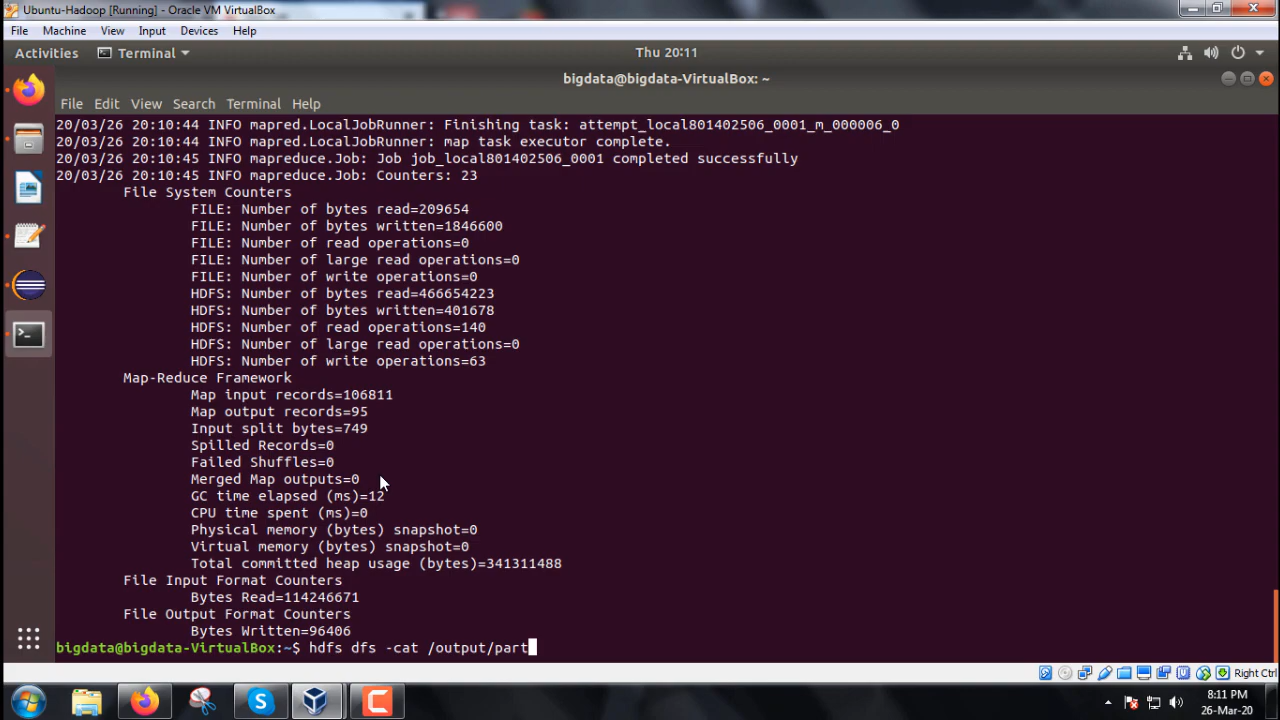 Ubuntu-Hadoop [Running] - Oracle VM VirtualBox
File Machine View Input Devices Help
Activities Terminal Thu 20:11
bigdata@bigdata-VirtualBox: ~
File Edit View Search Terminal Help
20/03/26 20:10:44 INFO mapred.LocalJobRunner: Finishing task: attempt_local801402506_0001_m_000006_0
20/03/26 20:10:44 INFO mapred.LocalJobRunner: map task executor complete.
20/03/26 20:10:45 INFO mapreduce.Job: Job job_local801402506_0001 completed successfully
20/03/26 20:10:45 INFO mapreduce.Job: Counters: 23
File System Counters
FILE: Number of bytes read=209654
FILE: Number of bytes written=1846600
FILE: Number of read operations=0
FILE: Number of large read operations=0
FILE: Number of write operations=0
HDFS: Number of bytes read=466654223
HDFS: Number of bytes written=401678
HDFS: Number of read operations=140
HDFS: Number of large read operations=0
HDFS: Number of write operations=63
Map-Reduce Framework
Map input records=106811
Map output records=95
Input split bytes=749
Spilled Records=0
Failed Shuffles=0
Merged Map outputs=0
GC time elapsed (ms)=12
CPU time spent (ms)=0
Physical memory (bytes) snapshot=0
Virtual memory (bytes) snapshot=0
Total committed heap usage (bytes)=341311488
File Input Format Counters
Bytes Read=114246671
File Output Format Counters
Bytes Written=96406
bigdata@bigdata-VirtualBox:~$ hdfs dfs -cat /output/part
Right Ctrl
8:11 PM
26-Mar-20